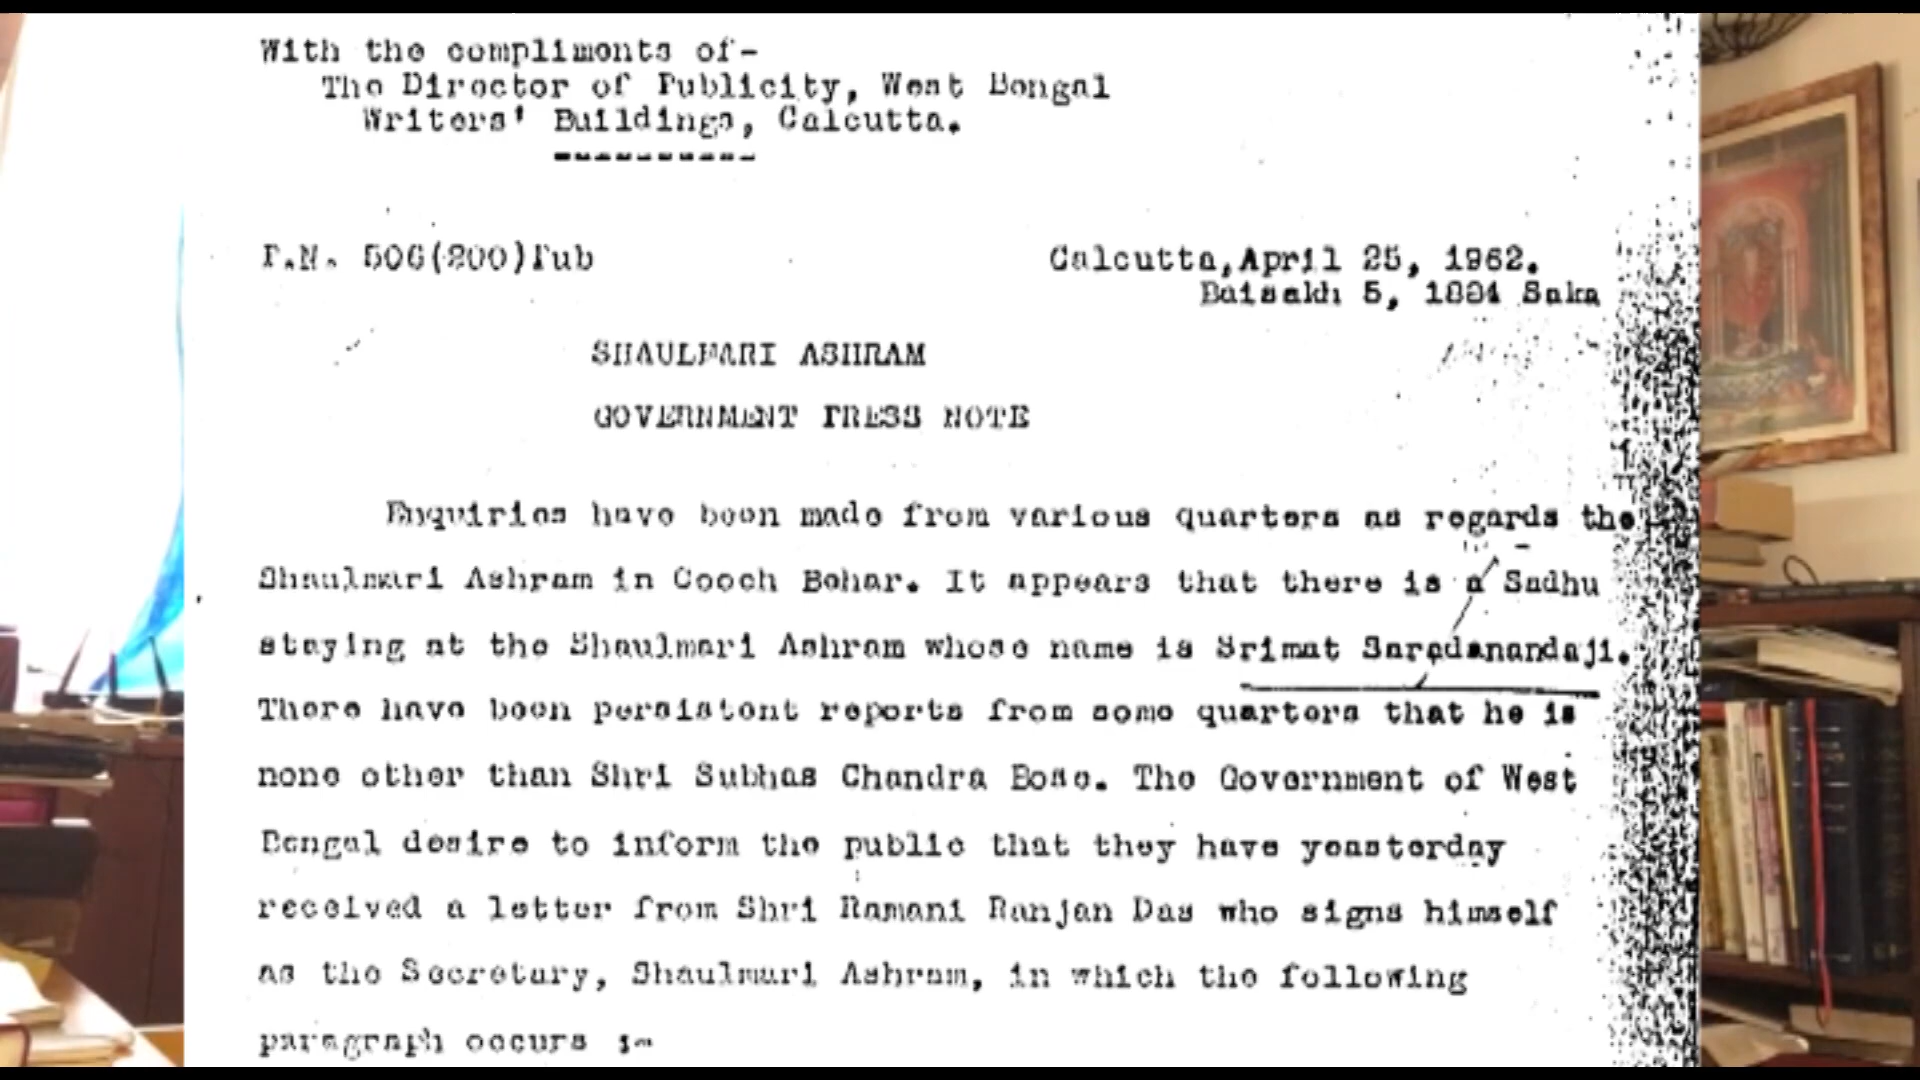 With the compliments of-
The Director of Publicity, West Bengal
Writers' Buildings, Calcutta.
----------
P.N. 506(200)Pub
Calcutta,April 25, 1962.
Baisakh 5, 1884 Saka
SHAULMARI ASHRAM
GOVERNMENT PRESS NOTE
Enquiries have been made from various quarters as regards the
Shaulmari Ashram in Cooch Behar. It appears that there is a Sadhu
staying at the Shaulmari Ashram whose name is Srimat Saradanandaji.
There have been persistent reports from some quarters that he is
none other than Shri Subhas Chandra Bose. The Government of West
Bengal desire to inform the public that they have yeasterday
received a letter from Shri Ramani Ranjan Das who signs himself
as the Secretary, Shaulmari Ashram, in which the following
paragraph occurs :-